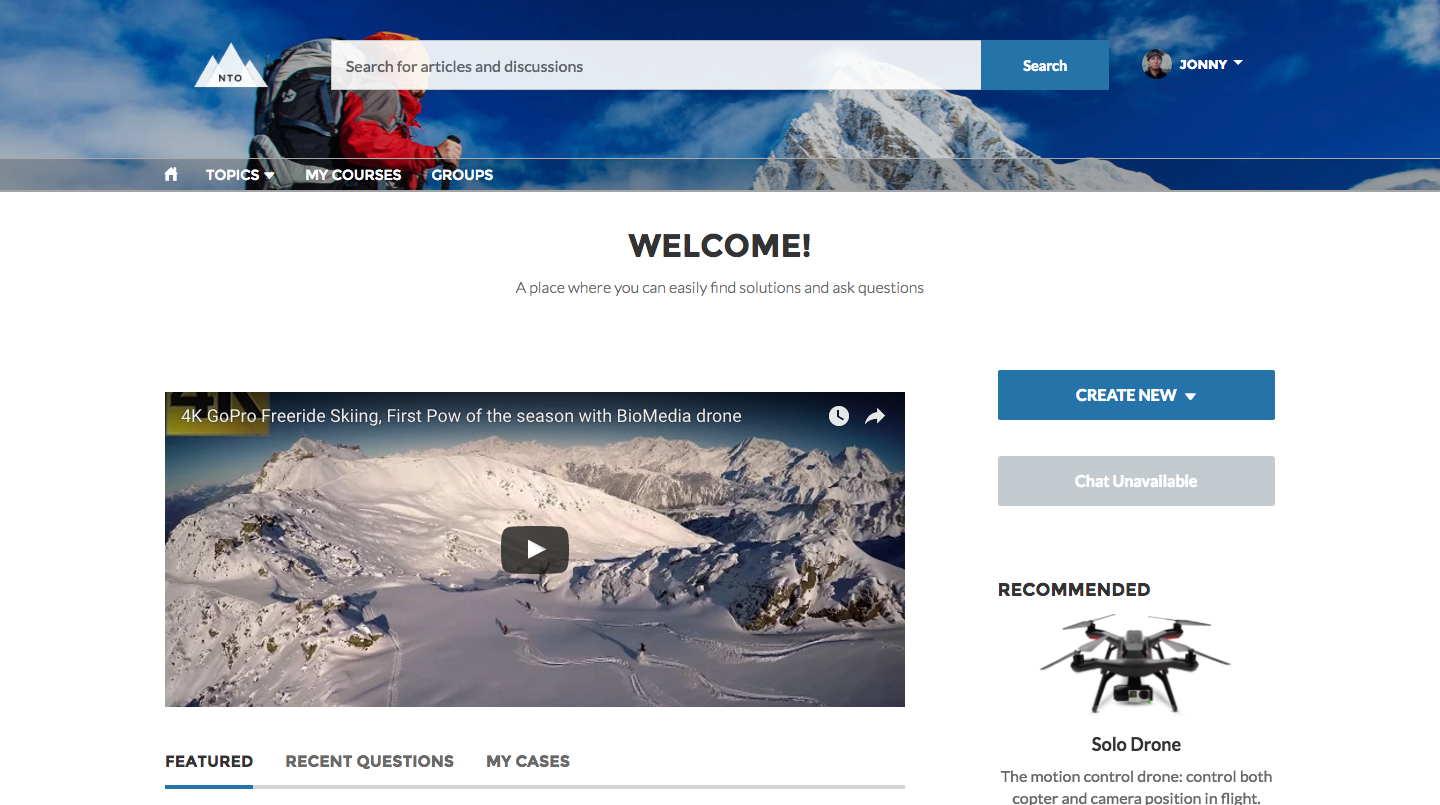 NTO
Search for articles and discussions
Search
JONNY
TOPICS
MY COURSES
GROUPS
WELCOME!
A place where you can easily find solutions and ask questions
4K
4K GoPro Freeride Skiing, First Pow of the season with BioMedia drone
CREATE NEW
Chat Unavailable
RECOMMENDED
Solo Drone
The motion control drone: control both
copter and camera position in flight.
FEATURED
RECENT QUESTIONS
MY CASES